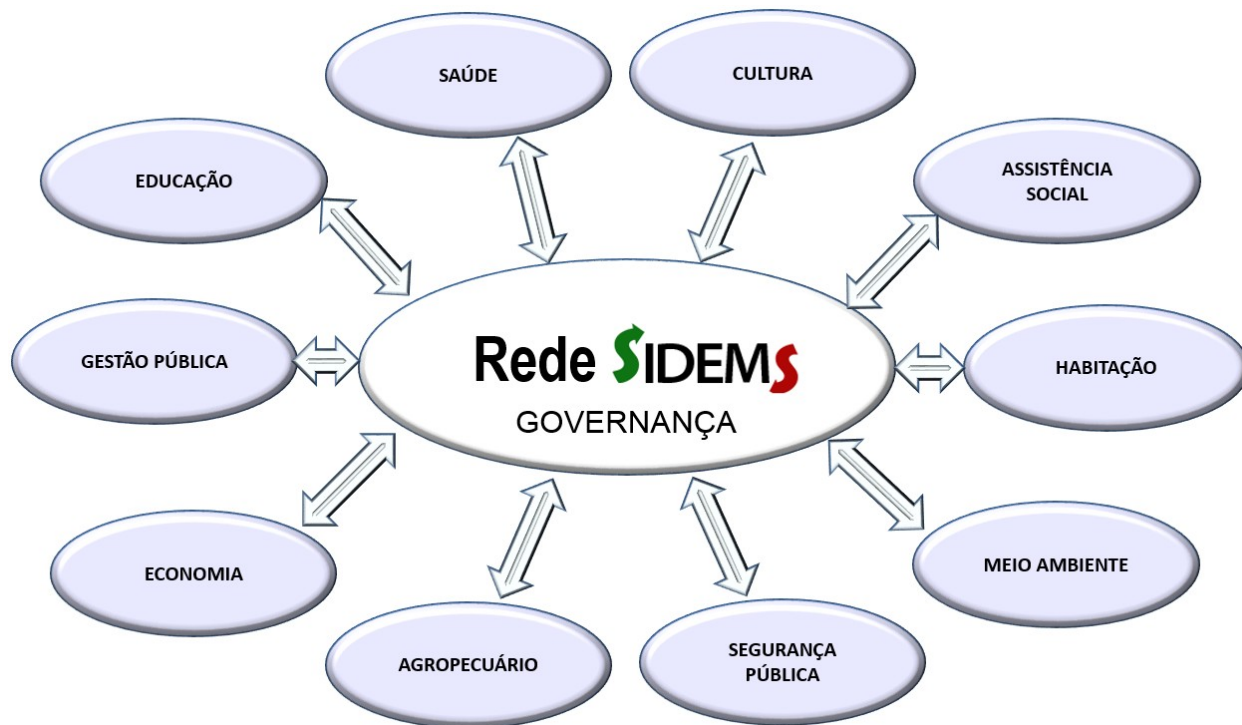 SAÚDE
CULTURA
EDUCAÇÃO
ASSISTÊNCIA
SOCIAL
GESTÃO PÚBLICA
Rede SIDEMS
GOVERNANÇA
HABITAÇÃO
ECONOMIA
MEIO AMBIENTE
AGROPECUÁRIO
SEGURANÇA
PÚBLICA